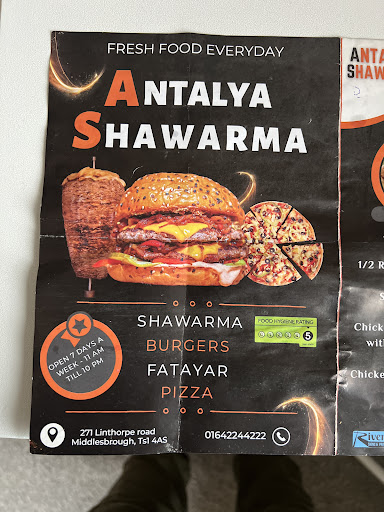 FRESH FOOD EVERYDAY
ANTALYA
SHAWARMA
SHAWARMA
BURGERS
FATAYAR
PIZZA
FOOD HYGIENE RATING
5
OPEN 7 DAYS A
WEEK - 11 AM
TILL 10 PM
271 Linthorpe road
Middlesbrough, Ts1 4AS
01642244222
ANTA
SHAW
1/2 R
S
Chick
with
Chicke
River